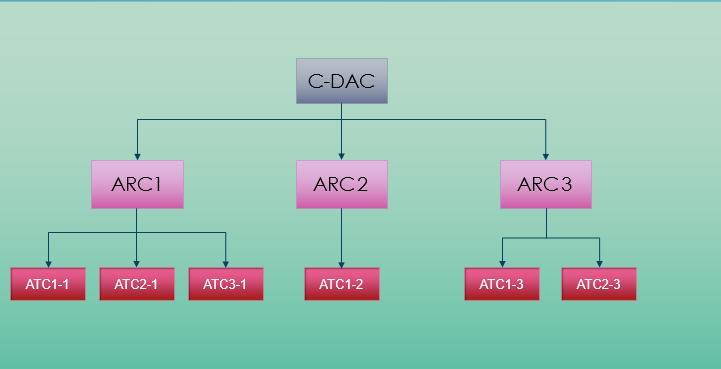 C-DAC
ARC1
ARC2
ARC3
ATC1-1
ATC2-1
ATC3-1
ATC1-2
ATC1-3
ATC2-3